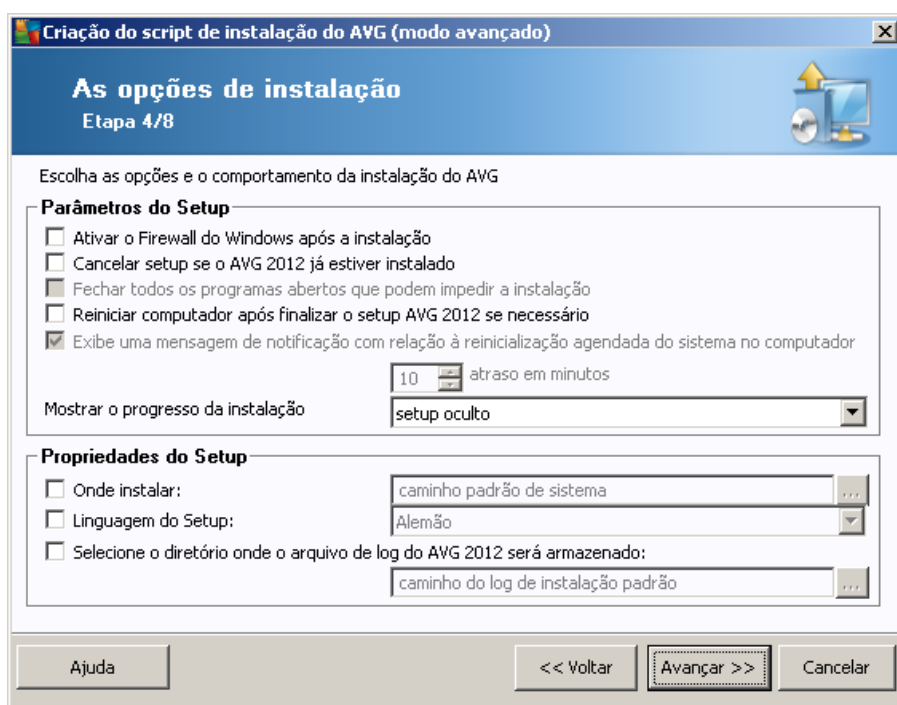 Criação do script de instalação do AVG (modo avançado)
As opções de instalação
Etapa 4/8
Escolha as opções e o comportamento da instalação do AVG
Parâmetros do Setup
Ativar o Firewall do Windows após a instalação
Cancelar setup se o AVG 2012 já estiver instalado
Fechar todos os programas abertos que podem impedir a instalação
Reiniciar computador após finalizar o setup AVG 2012 se necessário
Exibe uma mensagem de notificação com relação à reinicialização agendada do sistema no computador
10 atraso em minutos
Mostrar o progresso da instalação setup oculto
Propriedades do Setup
Onde instalar: caminho padrão de sistema ...
Linguagem do Setup: Alemão
Selecione o diretório onde o arquivo de log do AVG 2012 será armazenado:
caminho do log de instalação padrão ...
Ajuda << Voltar Avançar >> Cancelar